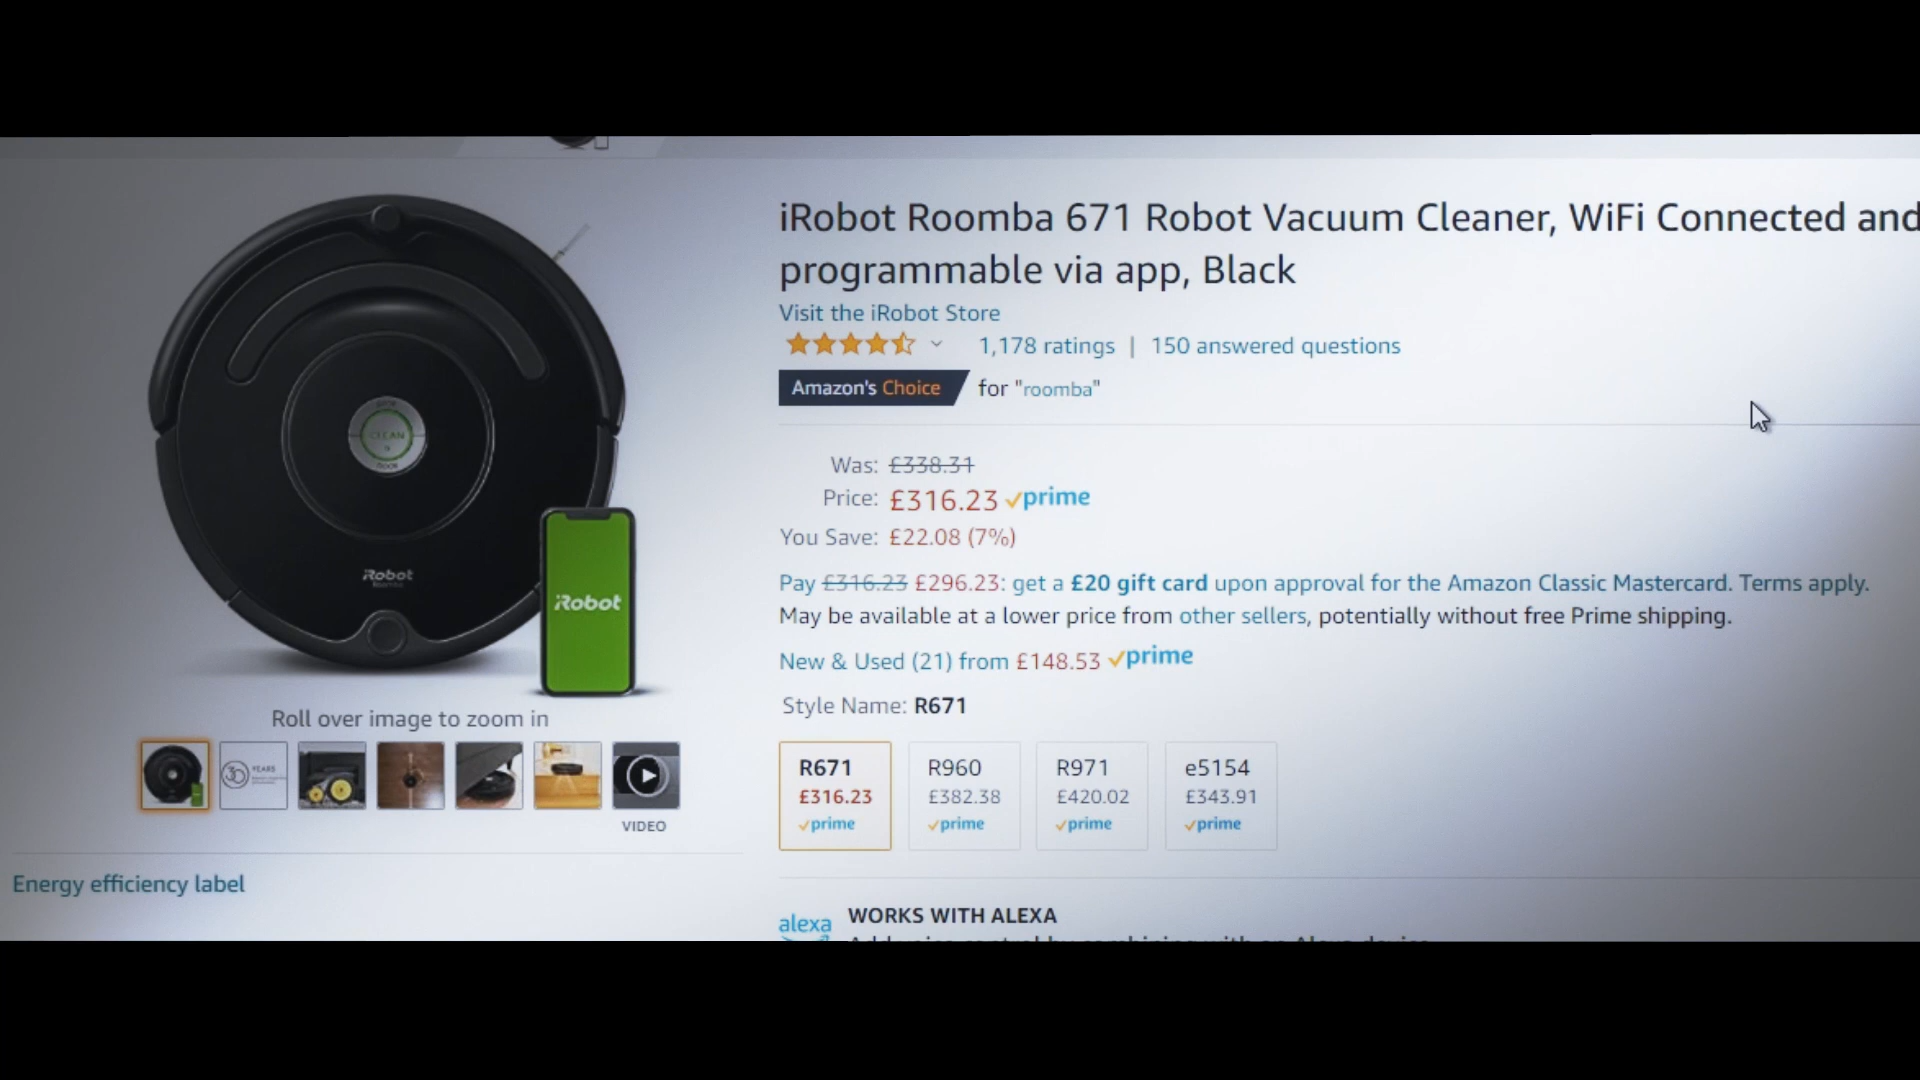 iRobot Roomba 671 Robot Vacuum Cleaner, WiFi Connected and
programmable via app, Black
Visit the iRobot Store
1,178 ratings | 150 answered questions
Amazon's Choice for "roomba"
Was: £338.31
Price: £316.23 prime
You Save: £22.08 (7%)
Pay £316.23 £296.23: get a £20 gift card upon approval for the Amazon Classic Mastercard. Terms apply.
May be available at a lower price from other sellers, potentially without free Prime shipping.
New & Used (21) from £148.53 prime
Style Name: R671
R671 R960 R971 e5154
£316.23 £382.38 £420.02 £343.91
prime prime prime prime
alexa WORKS WITH ALEXA
CLEAN
iRobot
Roomba
iRobot
Roll over image to zoom in
30 YEARS
VIDEO
Energy efficiency label